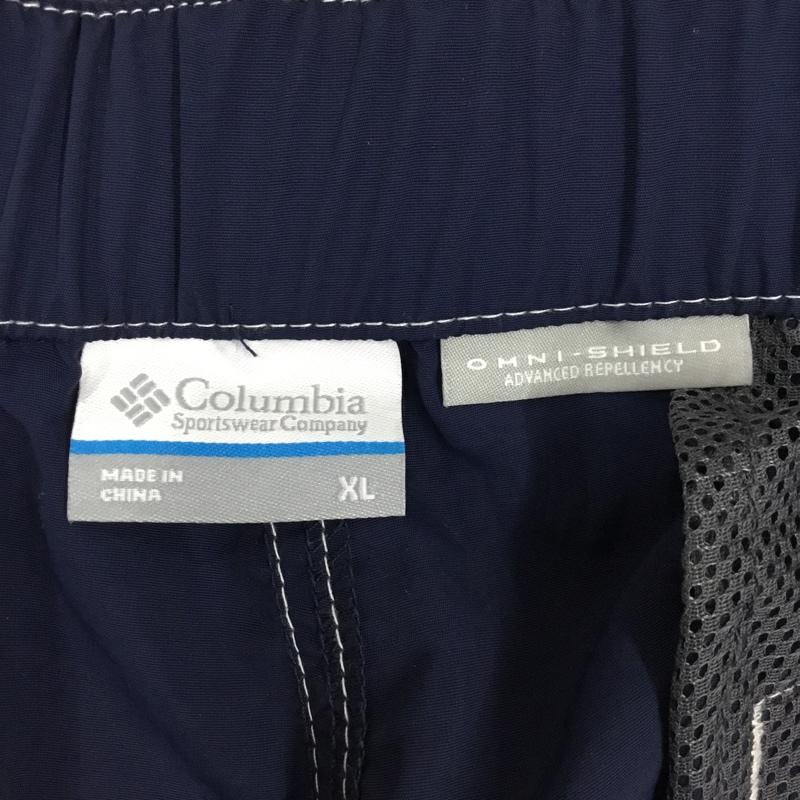 Columbia
Sportswear Company
MADE IN
CHINA
XL
OMNI-SHIELD
ADVANCED REPELLENCY